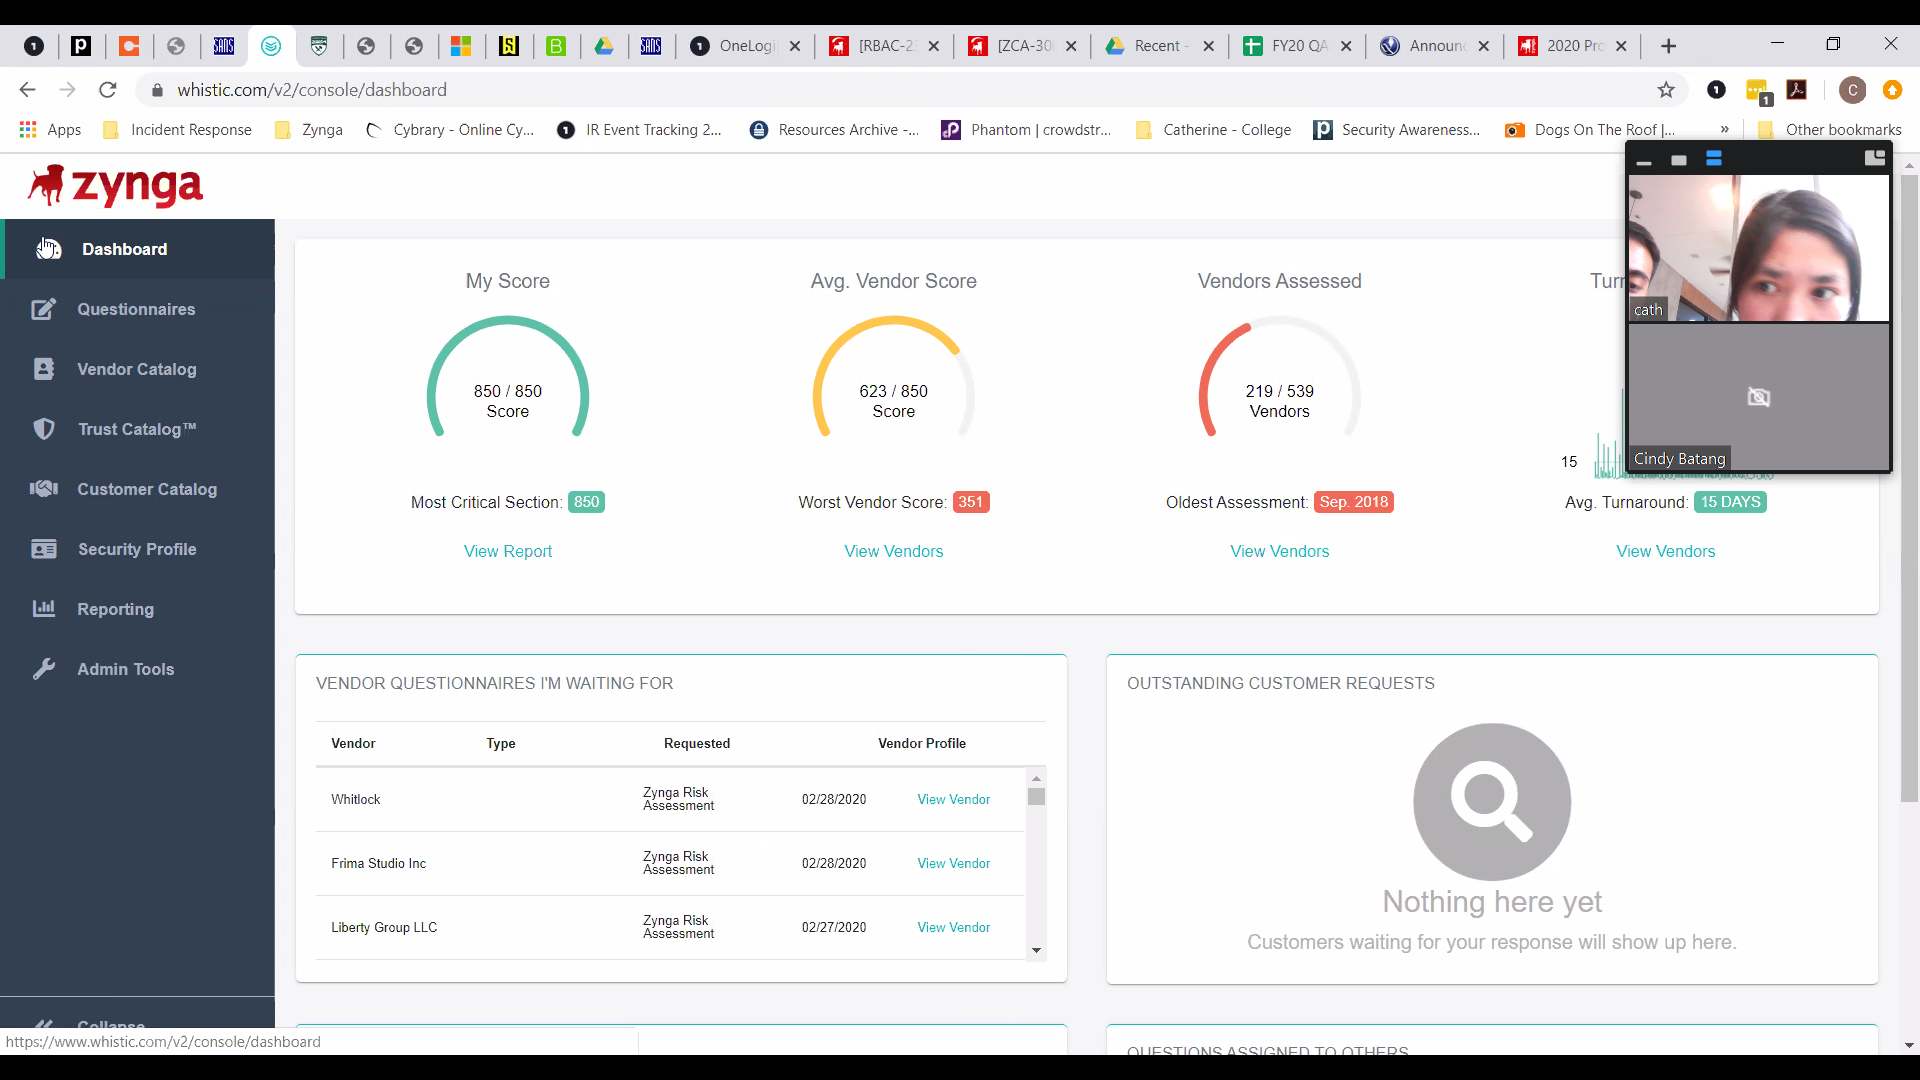 OneLogi
[RBAC-2
[ZCA-30
Recent -
FY20 QA
Announ
2020 Pro
whistic.com/v2/console/dashboard
1
C
Apps
Incident Response
Zynga
Cybrary - Online Cy...
IR Event Tracking 2...
Resources Archive -...
Phantom | crowdstr...
Catherine - College
Security Awareness...
Dogs On The Roof |...
»
Other bookmarks
zynga
Dashboard
Questionnaires
Vendor Catalog
Trust Catalog™
Customer Catalog
Security Profile
Reporting
Admin Tools
Collapse
My Score
850 / 850
Score
Most Critical Section: 850
View Report
Avg. Vendor Score
623 / 850
Score
Worst Vendor Score: 351
View Vendors
Vendors Assessed
219 / 539
Vendors
Oldest Assessment: Sep. 2018
View Vendors
Turn
15
Avg. Turnaround: 15 DAYS
View Vendors
cath
Cindy Batang
VENDOR QUESTIONNAIRES I'M WAITING FOR
Vendor Type Requested Vendor Profile
Whitlock Zynga Risk Assessment 02/28/2020 View Vendor
Frima Studio Inc Zynga Risk Assessment 02/28/2020 View Vendor
Liberty Group LLC Zynga Risk Assessment 02/27/2020 View Vendor
OUTSTANDING CUSTOMER REQUESTS
Nothing here yet
Customers waiting for your response will show up here.
QUESTIONS ASSIGNED TO OTHERS
https://www.whistic.com/v2/console/dashboard